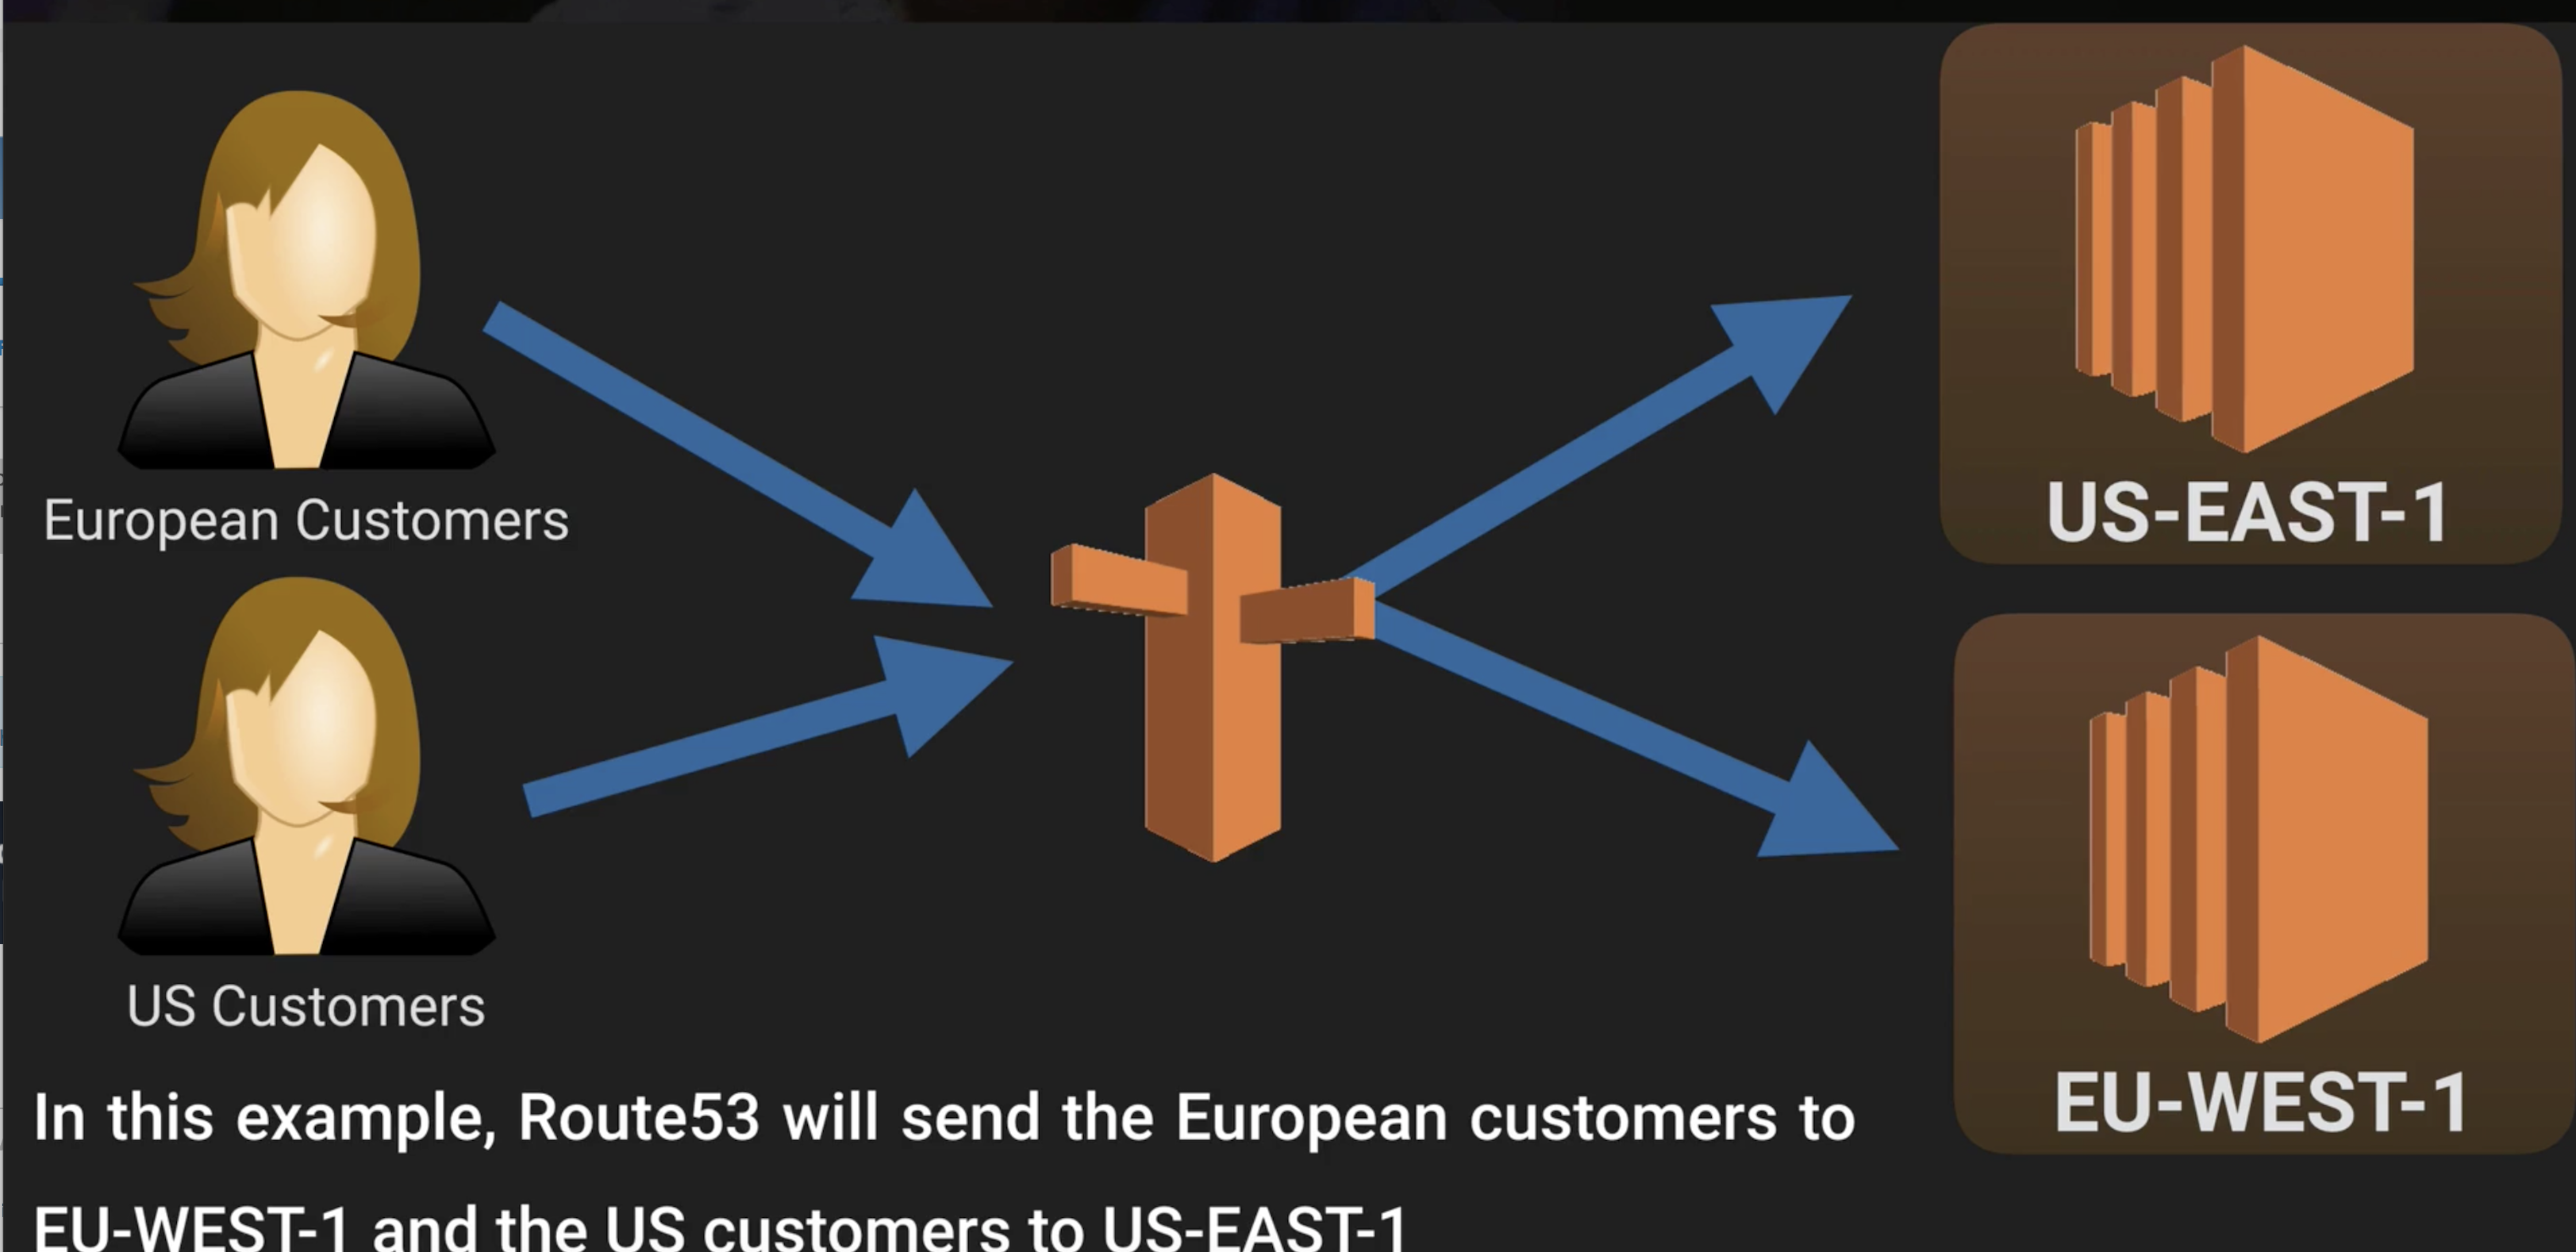 European Customers
US Customers
US-EAST-1
EU-WEST-1
In this example, Route53 will send the European customers to
EU-WEST-1 and the US customers to US-EAST-1